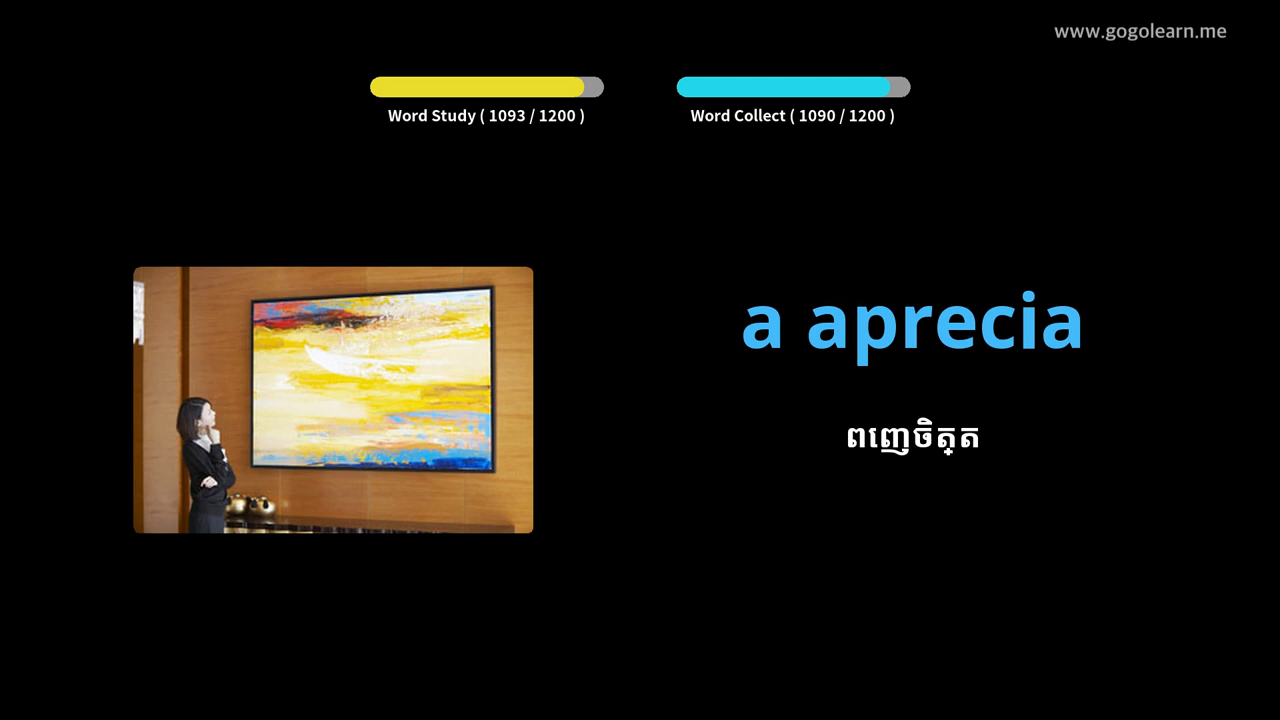 www.gogolearn.me
Word Study ( 1093 / 1200 )
Word Collect ( 1090 / 1200 )
a aprecia
ពញេចិត្ត